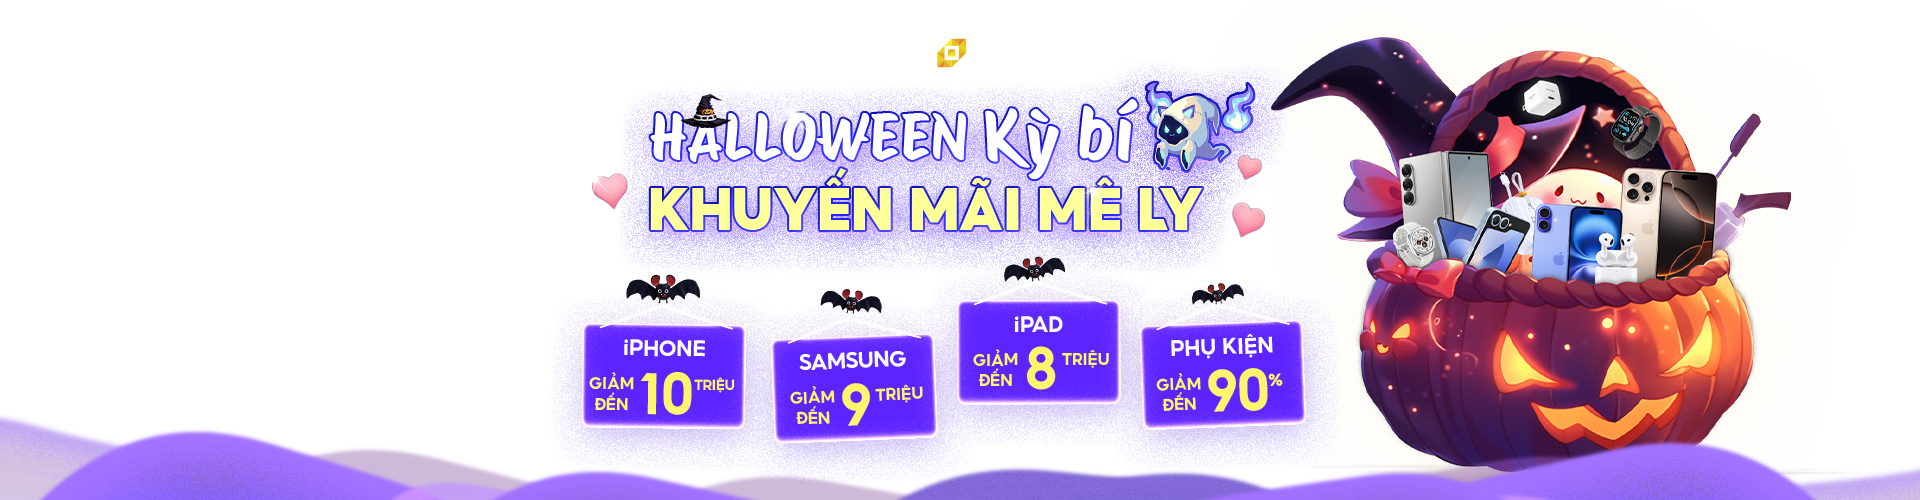 HALLOWEEN Kỳ bí
KHUYẾN MÃI MÊ LY
iPHONE
GIẢM ĐẾN 10 TRIỆU
SAMSUNG
GIẢM ĐẾN 9 TRIỆU
iPAD
GIẢM ĐẾN 8 TRIỆU
PHỤ KIỆN
GIẢM ĐẾN 90%